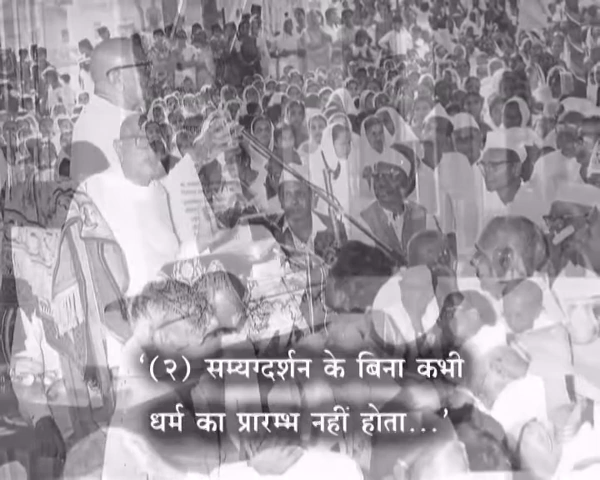 ‘(२) सम्यग्दर्शन के बिना कभी
धर्म का प्रारम्भ नहीं होता...’